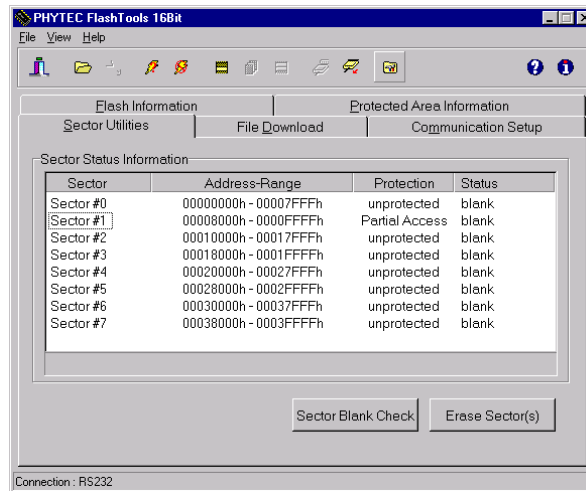 PHYTEC FlashTools 16Bit
File View Help
Flash Information Protected Area Information
Sector Utilities File Download Communication Setup
Sector Status Information
Sector Address-Range Protection Status
Sector #0 00000000h - 00007FFFh unprotected blank
Sector #1 00008000h - 0000FFFFh Partial Access blank
Sector #2 00010000h - 00017FFFh unprotected blank
Sector #3 00018000h - 0001FFFFh unprotected blank
Sector #4 00020000h - 00027FFFh unprotected blank
Sector #5 00028000h - 0002FFFFh unprotected blank
Sector #6 00030000h - 00037FFFh unprotected blank
Sector #7 00038000h - 0003FFFFh unprotected blank
Sector Blank Check Erase Sector(s)
Connection : RS232